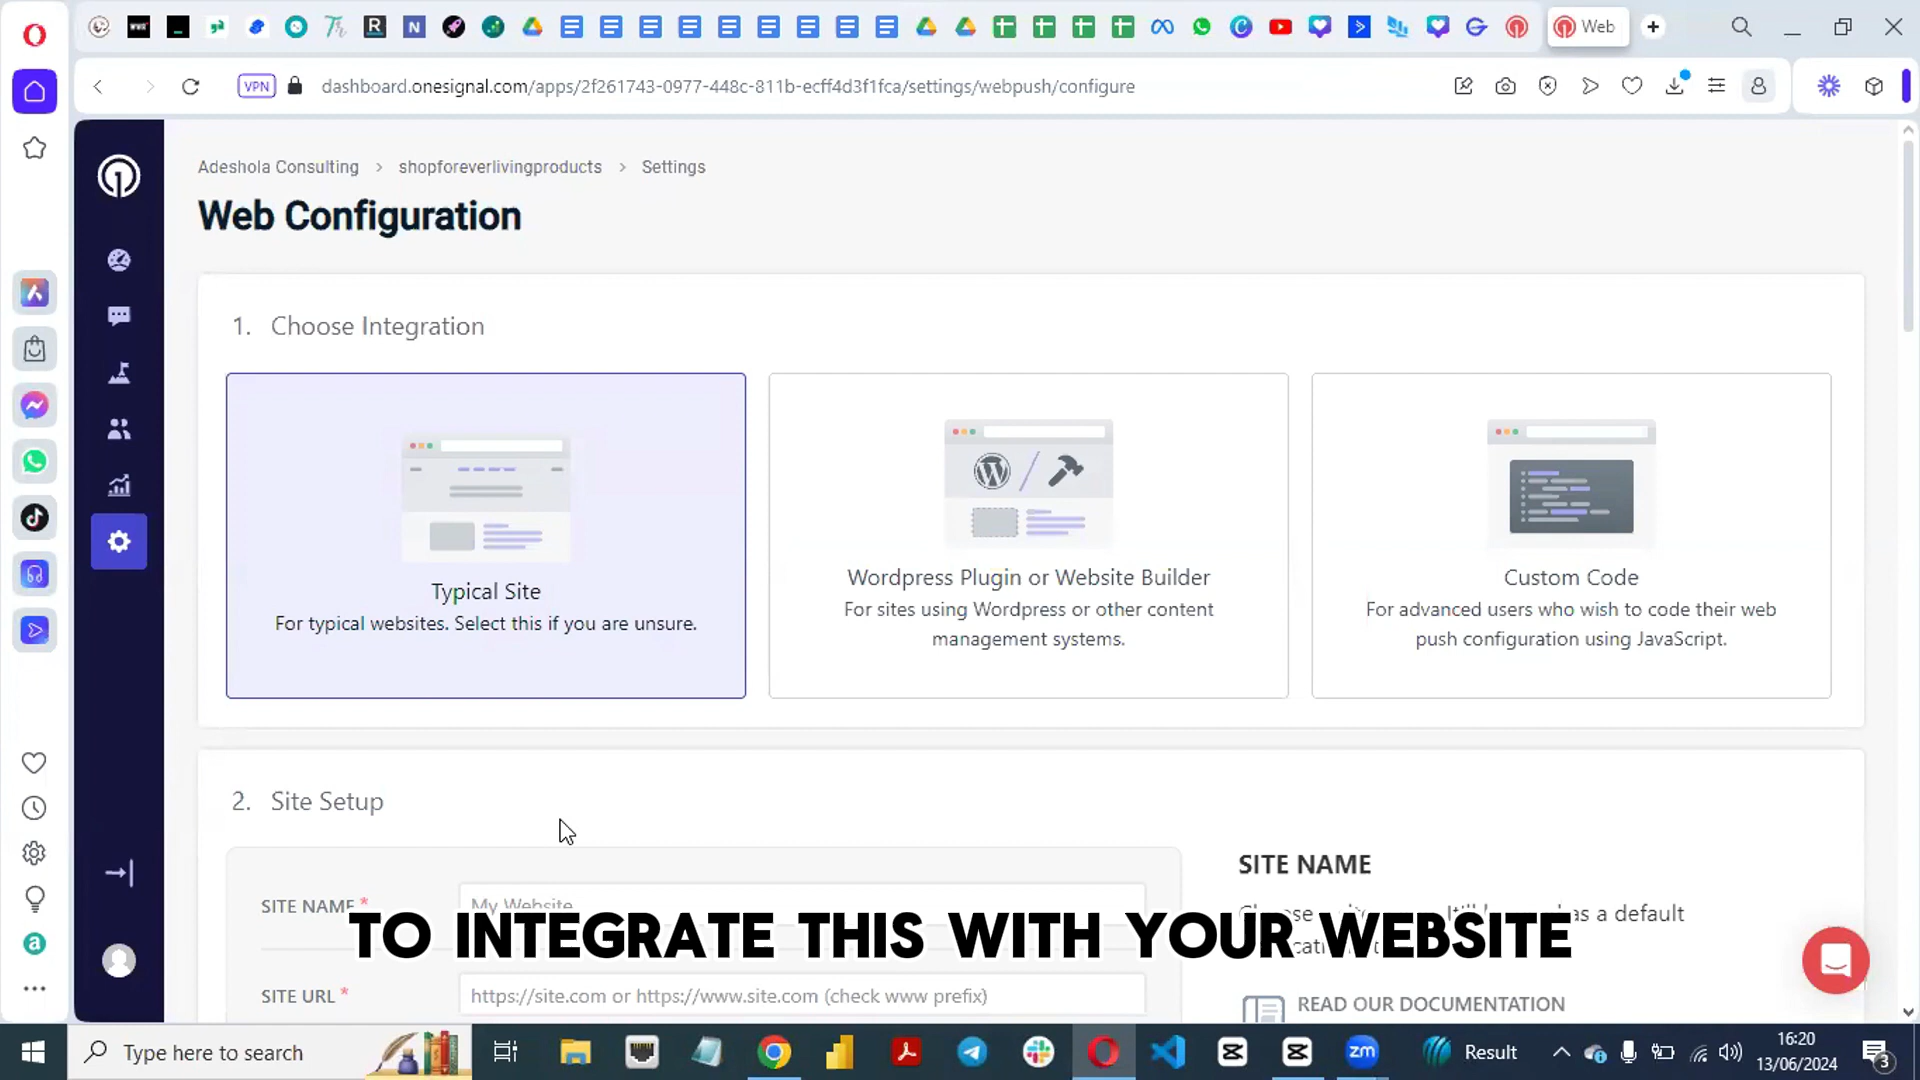 Web
VPN
dashboard.onesignal.com/apps/2f261743-0977-448c-811b-ecff4d3f1fca/settings/webpush/configure
Adeshola Consulting > shopforeverlivingproducts > Settings
Web Configuration
1. Choose Integration
Typical Site
For typical websites. Select this if you are unsure.
Wordpress Plugin or Website Builder
For sites using Wordpress or other content
management systems.
Custom Code
For advanced users who wish to code their web
push configuration using JavaScript.
2. Site Setup
SITE NAME *
My Website
SITE NAME
as a default
TO INTEGRATE THIS WITH YOUR WEBSITE
SITE URL *
https://site.com or https://www.site.com (check www prefix)
READ OUR DOCUMENTATION
Type here to search
zm
Result
16:20
13/06/2024
3